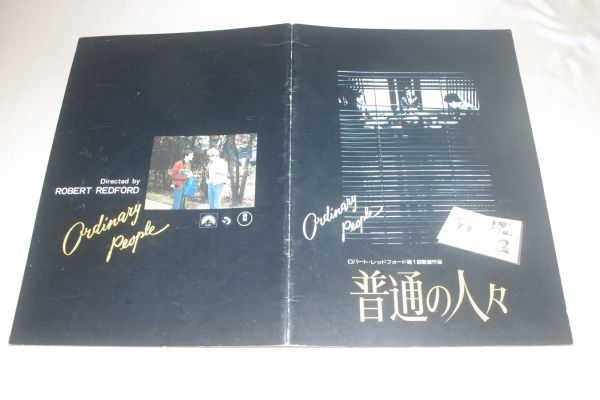 Directed by
ROBERT REDFORD
Ordinary
People
Ordinary
People
ロバート・レッドフォード第1回監督作品
普通の人々